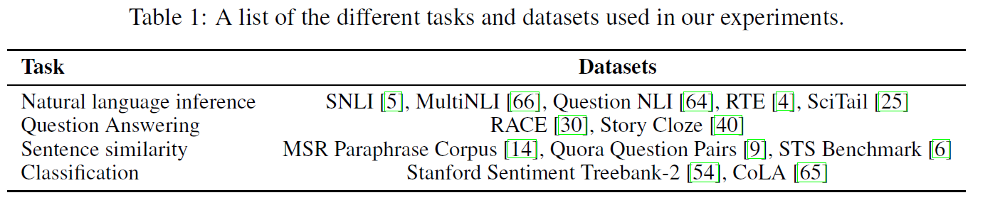 Table 1: A list of the different tasks and datasets used in our experiments.
Task Datasets
Natural language inference SNLI [5], MultiNLI [66], Question NLI [64], RTE [4], SciTail [25]
Question Answering RACE [30], Story Cloze [40]
Sentence similarity MSR Paraphrase Corpus [14], Quora Question Pairs [9], STS Benchmark [6]
Classification Stanford Sentiment Treebank-2 [54], CoLA [65]